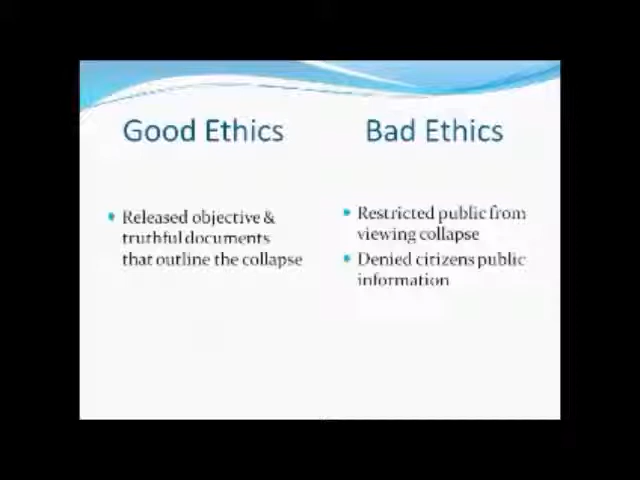 Good Ethics
Released objective &
truthful documents
that outline the collapse
Bad Ethics
Restricted public from
viewing collapse
Denied citizens public
information